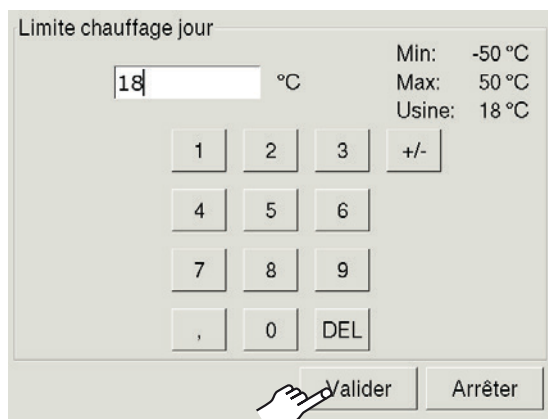 Limite chauffage jour
18 °C
Min: -50 °C
Max: 50 °C
Usine: 18 °C
1 2 3 +/-
4 5 6
7 8 9
, 0 DEL
Valider Arrêter